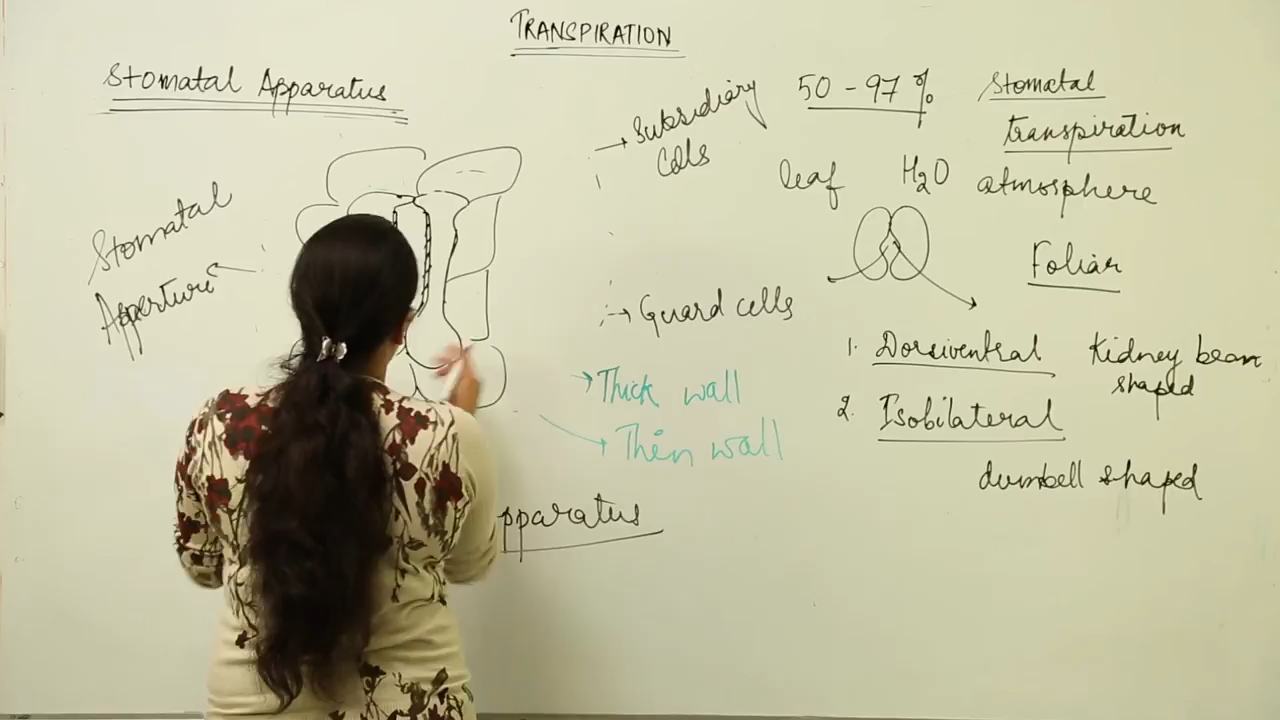 TRANSPIRATION
Stomatal Apparatus
Stomatal
Apperture
Subsidiary
Cells
Guard cells
Thick wall
Thin wall
pparatus
50 - 97 % Stomatal
transpiration
leaf H2O atmosphere
Foliar
1. Dorsiventral Kidney bean
shaped
2. Isobilateral
dumbell shaped